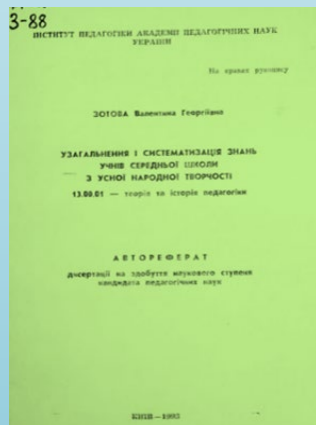 З-88
ІНСТИТУТ ПЕДАГОГІКИ АКАДЕМІЇ ПЕДАГОГІЧНИХ НАУК
УКРАЇНИ
На правах рукопису
ЗОТОВА Валентина Георгіївна
УЗАГАЛЬНЕННЯ І СИСТЕМАТИЗАЦІЯ ЗНАНЬ
УЧНІВ СЕРЕДНЬОЇ ШКОЛИ
З УСНОЇ НАРОДНОЇ ТВОРЧОСТІ
13.00.01 — теорія та історія педагогіки
АВТОРЕФЕРАТ
дисертації на здобуття наукового ступеня
кандидата педагогічних наук
КИЇВ — 1993